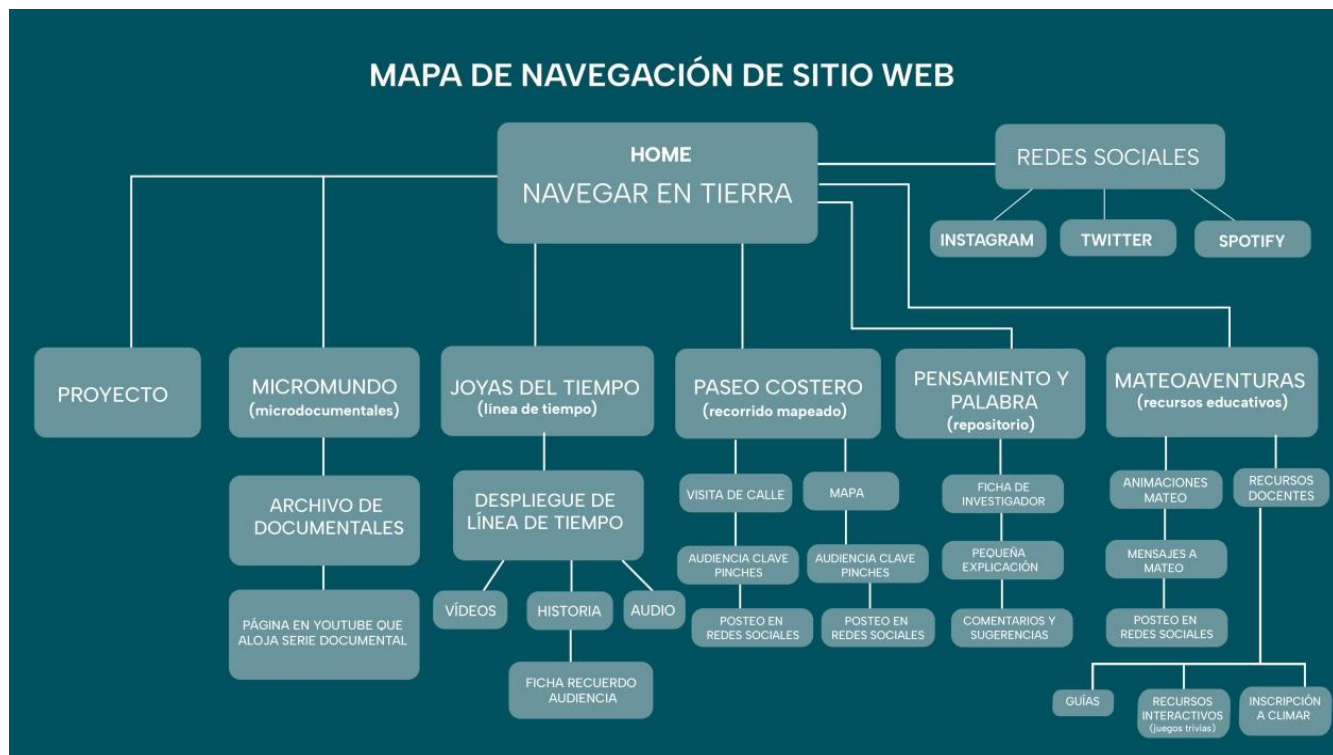 MAPA DE NAVEGACIÓN DE SITIO WEB
HOME
NAVEGAR EN TIERRA
REDES SOCIALES
INSTAGRAM
TWITTER
SPOTIFY
PROYECTO
MICROMUNDO
(microdocumentales)
JOYAS DEL TIEMPO
(línea de tiempo)
PASEO COSTERO
(recorrido mapeado)
PENSAMIENTO Y
PALABRA
(repositorio)
MATEOAVENTURAS
(recursos educativos)
ARCHIVO DE
DOCUMENTALES
PÁGINA EN YOUTUBE QUE
ALOJA SERIE DOCUMENTAL
DESPLIEGUE DE
LÍNEA DE TIEMPO
VÍDEOS
HISTORIA
AUDIO
FICHA RECUERDO
AUDIENCIA
VISITA DE CALLE
AUDIENCIA CLAVE
PINCHES
POSTEO EN
REDES SOCIALES
MAPA
AUDIENCIA CLAVE
PINCHES
POSTEO EN
REDES SOCIALES
FICHA DE
INVESTIGADOR
PEQUEÑA
EXPLICACIÓN
COMENTARIOS Y
SUGERENCIAS
ANIMACIONES
MATEO
MENSAJES A
MATEO
POSTEO EN
REDES SOCIALES
RECURSOS
DOCENTES
GUÍAS
RECURSOS
INTERACTIVOS
(juegos trivias)
INSCRIPCIÓN
A CLIMAR